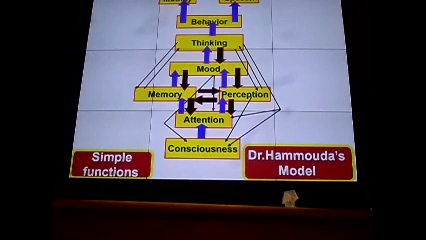 Behavior
Thinking
Mood
Memory
Perception
Attention
Consciousness
Simple
functions
Dr.Hammouda's
Model